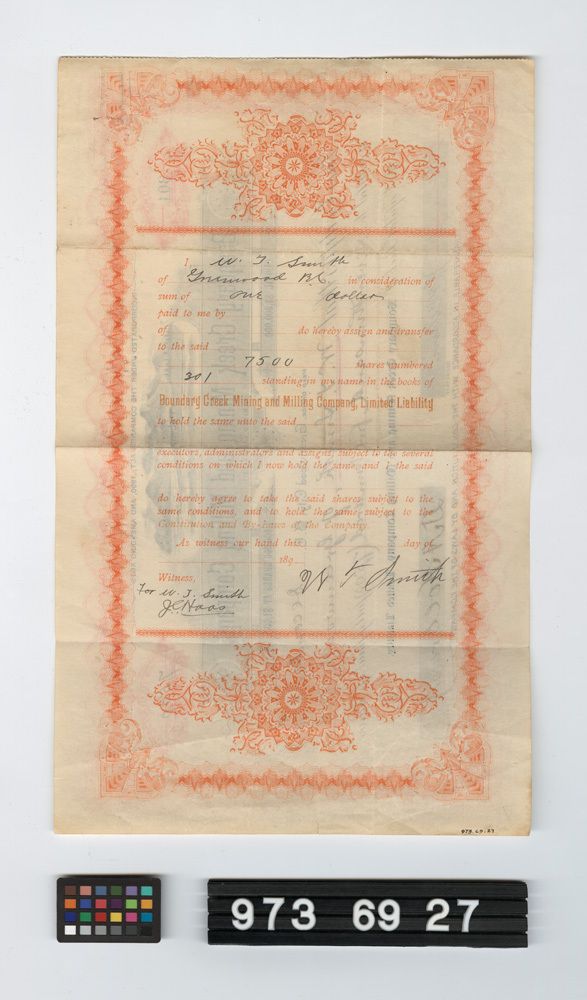 I, W. T. Smith
of Greenwood B.C. in consideration of
sum of one dollar
paid to me by
of do hereby assign and transfer
to the said
7500 shares numbered
301 standing in my name in the books of
Boundary Creek Mining and Milling Company, Limited Liability
to hold the same unto the said
executors, administrators and assigns, subject to the several
conditions on which I now hold the same, and I the said
do hereby agree to take the said shares subject to the
same conditions, and to hold the same subject to the
Constitution and By-Laws of the Company.
As witness our hand this day of
189
Witness,
W T Smith
For W. T. Smith
J C Haas
973.69.27
973 69 27